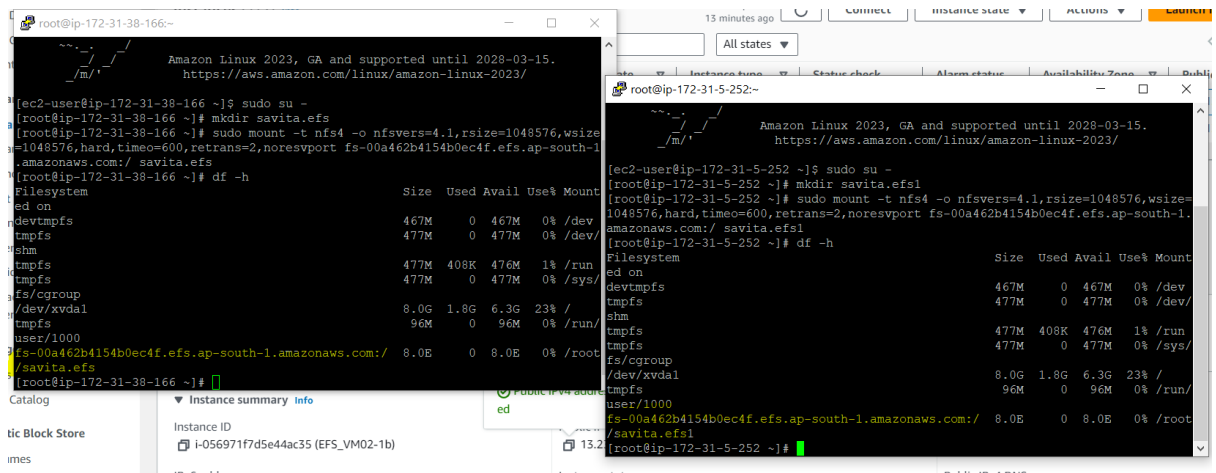 13 minutes ago
Connect
Instance state ▼
Actions ▼
Launch
All states ▼
Instance type
Status check
Alarm status
Availability Zone
root@ip-172-31-38-166:~
Amazon Linux 2023, GA and supported until 2028-03-15.
https://aws.amazon.com/linux/amazon-linux-2023/
[ec2-user@ip-172-31-38-166 ~]$ sudo su -
[root@ip-172-31-38-166 ~]# mkdir savita.efs
[root@ip-172-31-38-166 ~]# sudo mount -t nfs4 -o nfsvers=4.1,rsize=1048576,wsize
=1048576,hard,timeo=600,retrans=2,noresvport fs-00a462b4154b0ec4f.efs.ap-south-1
.amazonaws.com:/ savita.efs
[root@ip-172-31-38-166 ~]# df -h
Filesystem Size Used Avail Use% Mount
ed on
devtmpfs 467M 0 467M 0% /dev
tmpfs 477M 0 477M 0% /dev/
shm
tmpfs 477M 408K 476M 1% /run
tmpfs 477M 0 477M 0% /sys/
fs/cgroup
/dev/xvda1 8.0G 1.8G 6.3G 23% /
tmpfs 96M 0 96M 0% /run/
user/1000
fs-00a462b4154b0ec4f.efs.ap-south-1.amazonaws.com:/ 8.0E 0 8.0E 0% /root
/savita.efs
[root@ip-172-31-38-166 ~]#
root@ip-172-31-5-252:~
Amazon Linux 2023, GA and supported until 2028-03-15.
https://aws.amazon.com/linux/amazon-linux-2023/
[ec2-user@ip-172-31-5-252 ~]$ sudo su -
[root@ip-172-31-5-252 ~]# mkdir savita.efs1
[root@ip-172-31-5-252 ~]# sudo mount -t nfs4 -o nfsvers=4.1,rsize=1048576,wsize=
1048576,hard,timeo=600,retrans=2,noresvport fs-00a462b4154b0ec4f.efs.ap-south-1.
amazonaws.com:/ savita.efs1
[root@ip-172-31-5-252 ~]# df -h
Filesystem Size Used Avail Use% Mount
ed on
devtmpfs 467M 0 467M 0% /dev
tmpfs 477M 0 477M 0% /dev/
shm
tmpfs 477M 408K 476M 1% /run
tmpfs 477M 0 477M 0% /sys/
fs/cgroup
/dev/xvda1 8.0G 1.8G 6.3G 23% /
tmpfs 96M 0 96M 0% /run/
user/1000
fs-00a462b4154b0ec4f.efs.ap-south-1.amazonaws.com:/ 8.0E 0 8.0E 0% /root
/savita.efs1
[root@ip-172-31-5-252 ~]#
Catalog
tic Block Store
▼ Instance summary Info
Public IPv4 addre
ed
Instance ID
i-056971f7d5e44ac35 (EFS_VM02-1b)
13.2